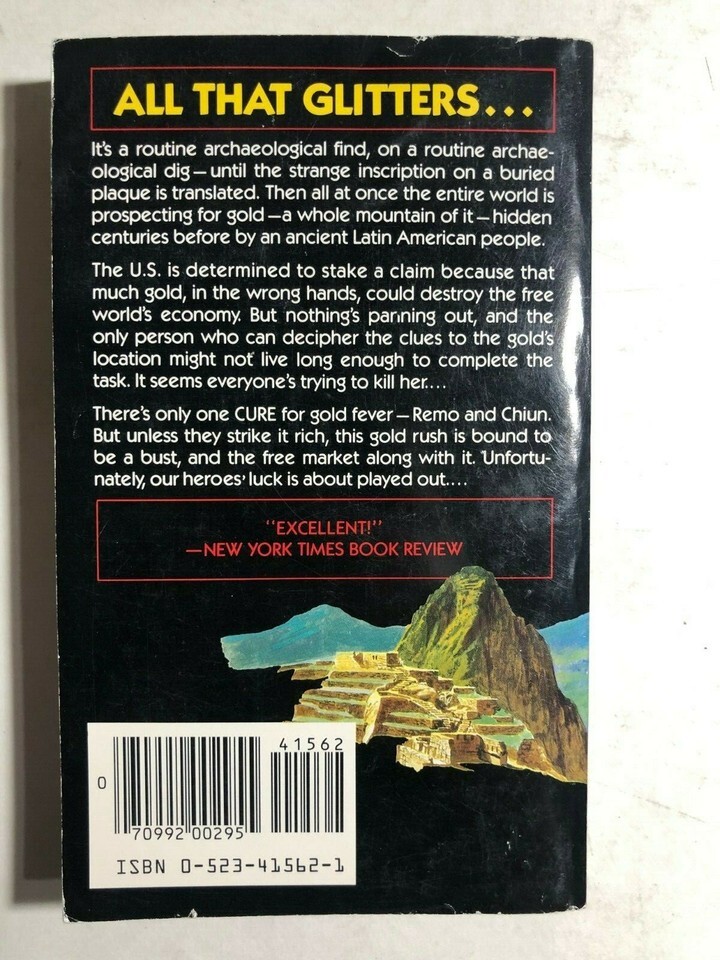 ALL THAT GLITTERS...
It's a routine archaeological find, on a routine archae-
ological dig—until the strange inscription on a buried
plaque is translated. Then all at once the entire world is
prospecting for gold—a whole mountain of it—hidden
centuries before by an ancient Latin American people.
The U.S. is determined to stake a claim because that
much gold, in the wrong hands, could destroy the free
world's economy. But nothing's panning out, and the
only person who can decipher the clues to the gold's
location might not live long enough to complete the
task. It seems everyone's trying to kill her....
There's only one CURE for gold fever—Remo and Chiun.
But unless they strike it rich, this gold rush is bound to
be a bust, and the free market along with it. Unfortu-
nately, our heroes' luck is about played out....
"EXCELLENT!"
—NEW YORK TIMES BOOK REVIEW
41562
0
70992 00295
ISBN 0-523-41562-1